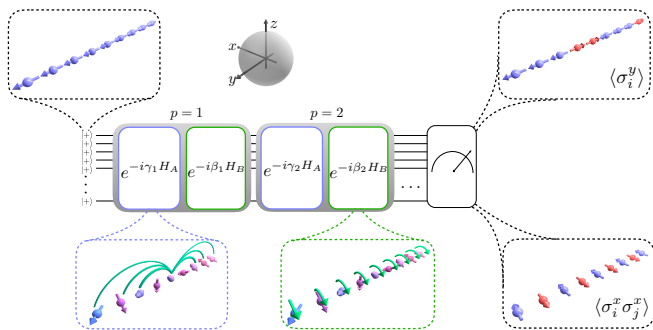 z
x
y
⟨σ_i^y⟩
p = 1
p = 2
|+⟩
|+⟩
|+⟩
|+⟩
|+⟩
|+⟩
e^{-iγ_1 H_A}
e^{-iβ_1 H_B}
e^{-iγ_2 H_A}
e^{-iβ_2 H_B}
⟨σ_i^x σ_j^x⟩